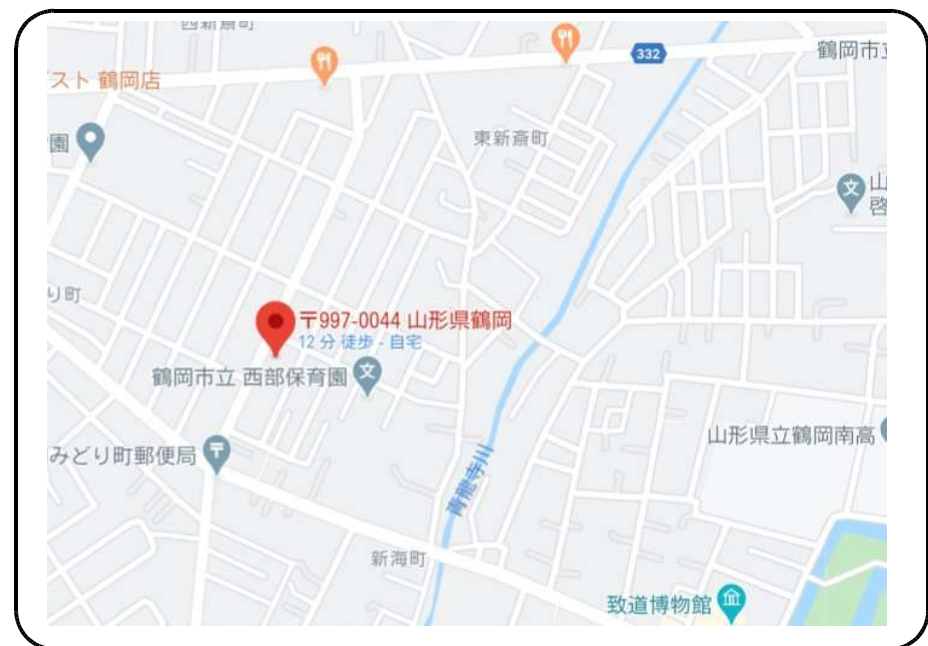 西新斎町
332
鶴岡市立
スト 鶴岡店
東新斎町
園
文
山
啓
り町
〒997-0044 山形県鶴岡
12 分 徒歩 - 自宅
鶴岡市立 西部保育園
文
山形県立鶴岡南高
みどり町郵便局
〒
青龍寺川
新海町
致道博物館